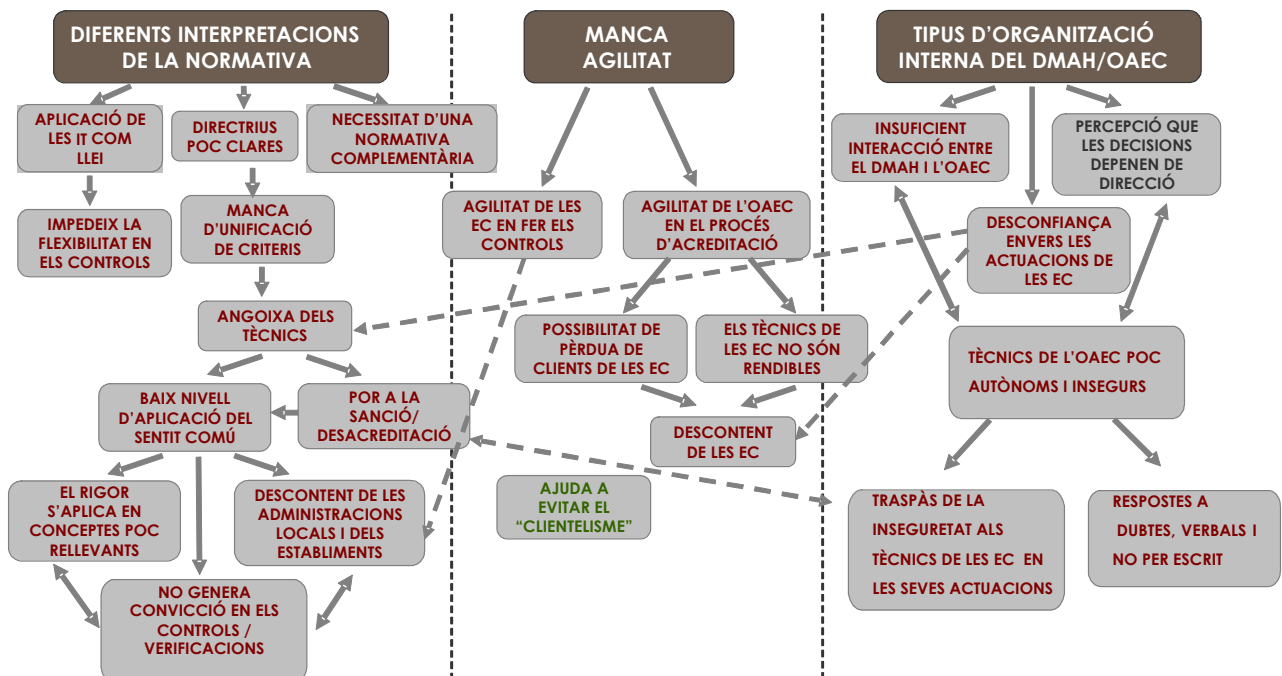 DIFERENTS INTERPRETACIONS
DE LA NORMATIVA
APLICACIÓ DE
LES IT COM
LLEI
DIRECTRIUS
POC CLARES
NECESSITAT D'UNA
NORMATIVA
COMPLEMENTÀRIA
IMPEDEIX LA
FLEXIBILITAT EN
ELS CONTROLS
MANCA
D'UNIFICACIÓ
DE CRITERIS
ANGOIXA DELS
TÈCNICS
BAIX NIVELL
D'APLICACIÓ DEL
SENTIT COMÚ
POR A LA
SANCIÓ/
DESACREDITACIÓ
EL RIGOR
S'APLICA EN
CONCEPTES POC
RELLEVANTS
DESCONTENT DE LES
ADMINISTRACIONS
LOCALS I DELS
ESTABLIMENTS
NO GENERA
CONVICCIÓ EN ELS
CONTROLS /
VERIFICACIONS
MANCA
AGILITAT
AGILITAT DE LES
EC EN FER ELS
CONTROLS
AGILITAT DE L'OAEC
EN EL PROCÉS
D'ACREDITACIÓ
POSSIBILITAT DE
PÈRDUA DE
CLIENTS DE LES EC
ELS TÈCNICS DE
LES EC NO SÓN
RENDIBLES
DESCONTENT
DE LES EC
AJUDA A
EVITAR EL
"CLIENTELISME"
TIPUS D'ORGANITZACIÓ
INTERNA DEL DMAH/OAEC
INSUFICIENT
INTERACCIÓ ENTRE
EL DMAH I L'OAEC
PERCEPCIÓ QUE
LES DECISIONS
DEPENEN DE
DIRECCIÓ
DESCONFIANÇA
ENVERS LES
ACTUACIONS DE
LES EC
TÈCNICS DE L'OAEC POC
AUTÒNOMS I INSEGURS
TRASPÀS DE LA
INSEGURETAT ALS
TÈCNICS DE LES EC EN
LES SEVES ACTUACIONS
RESPOSTES A
DUBTES, VERBALS I
NO PER ESCRIT